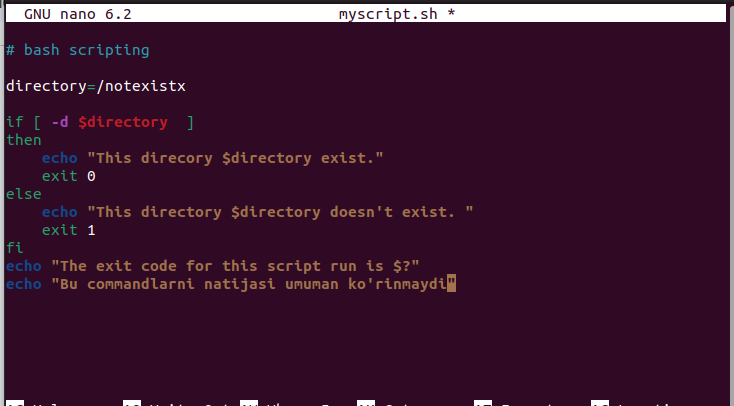 GNU nano 6.2 myscript.sh *
# bash scripting
directory=/notexistx
if [ -d $directory  ]
then
    echo "This direcory $directory exist."
    exit 0
else
    echo "This directory $directory doesn't exist. "
    exit 1
fi
echo "The exit code for this script run is $?"
echo "Bu commandlarni natijasi umuman ko'rinmaydi"